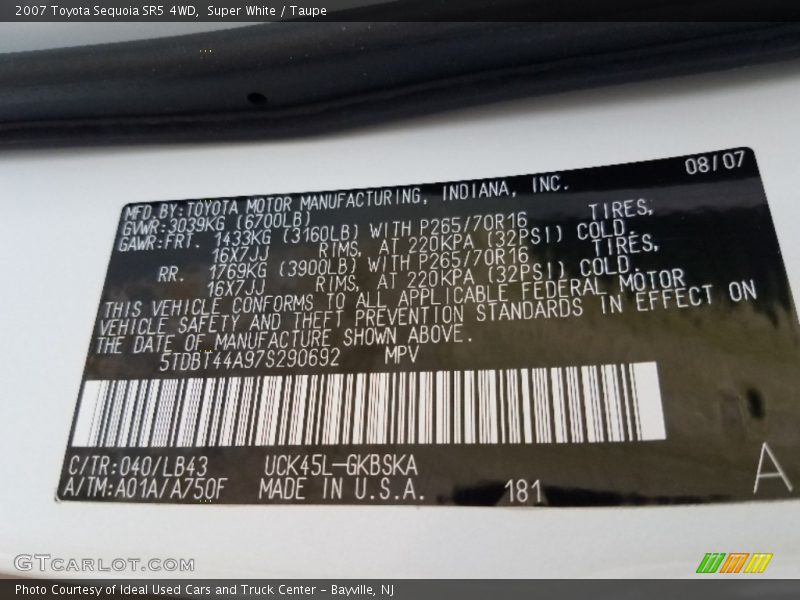 2007 Toyota Sequoia SR5 4WD, Super White / Taupe
08/07
MFD.BY:TOYOTA MOTOR MANUFACTURING, INDIANA, INC.
GVWR:3039KG (6700LB)
GAWR:FRT. 1433KG (3160LB) WITH P265/70R16 TIRES,
16X7JJ RIMS, AT 220KPA (32PSI) COLD.
RR. 1769KG (3900LB) WITH P265/70R16 TIRES,
16X7JJ RIMS, AT 220KPA (32PSI) COLD.
THIS VEHICLE CONFORMS TO ALL APPLICABLE FEDERAL MOTOR
VEHICLE SAFETY AND THEFT PREVENTION STANDARDS IN EFFECT ON
THE DATE OF MANUFACTURE SHOWN ABOVE.
5TDBT44A97S290692 MPV
C/TR:040/LB43 UCK45L-GKBSKA
A/TM:A01A/A750F MADE IN U.S.A. 181 A
GTCARLOT.COM
Photo Courtesy of Ideal Used Cars and Truck Center - Bayville, NJ